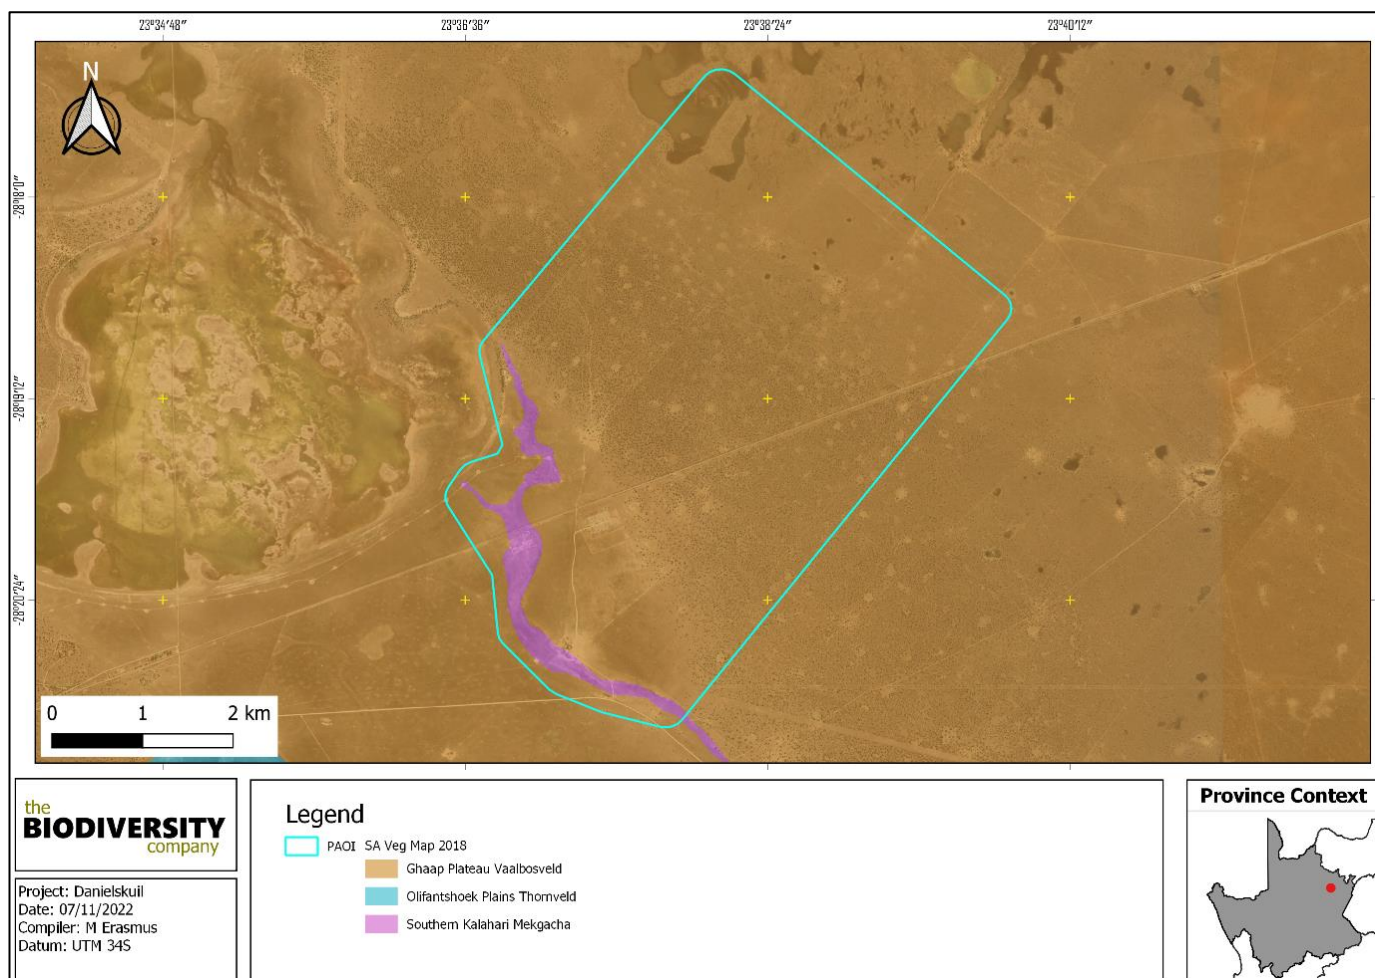 23°34′48″ 23°36′36″ 23°38′24″ 23°40′12″
N
-28°18′0″
-28°19′12″
-28°20′24″
0 1 2 km
the
BIODIVERSITY
company
Project: Danielskuil
Date: 07/11/2022
Compiler: M Erasmus
Datum: UTM 34S
Legend
PAOI SA Veg Map 2018
Ghaap Plateau Vaalbosveld
Olifantshoek Plains Thornveld
Southern Kalahari Mekgacha
Province Context